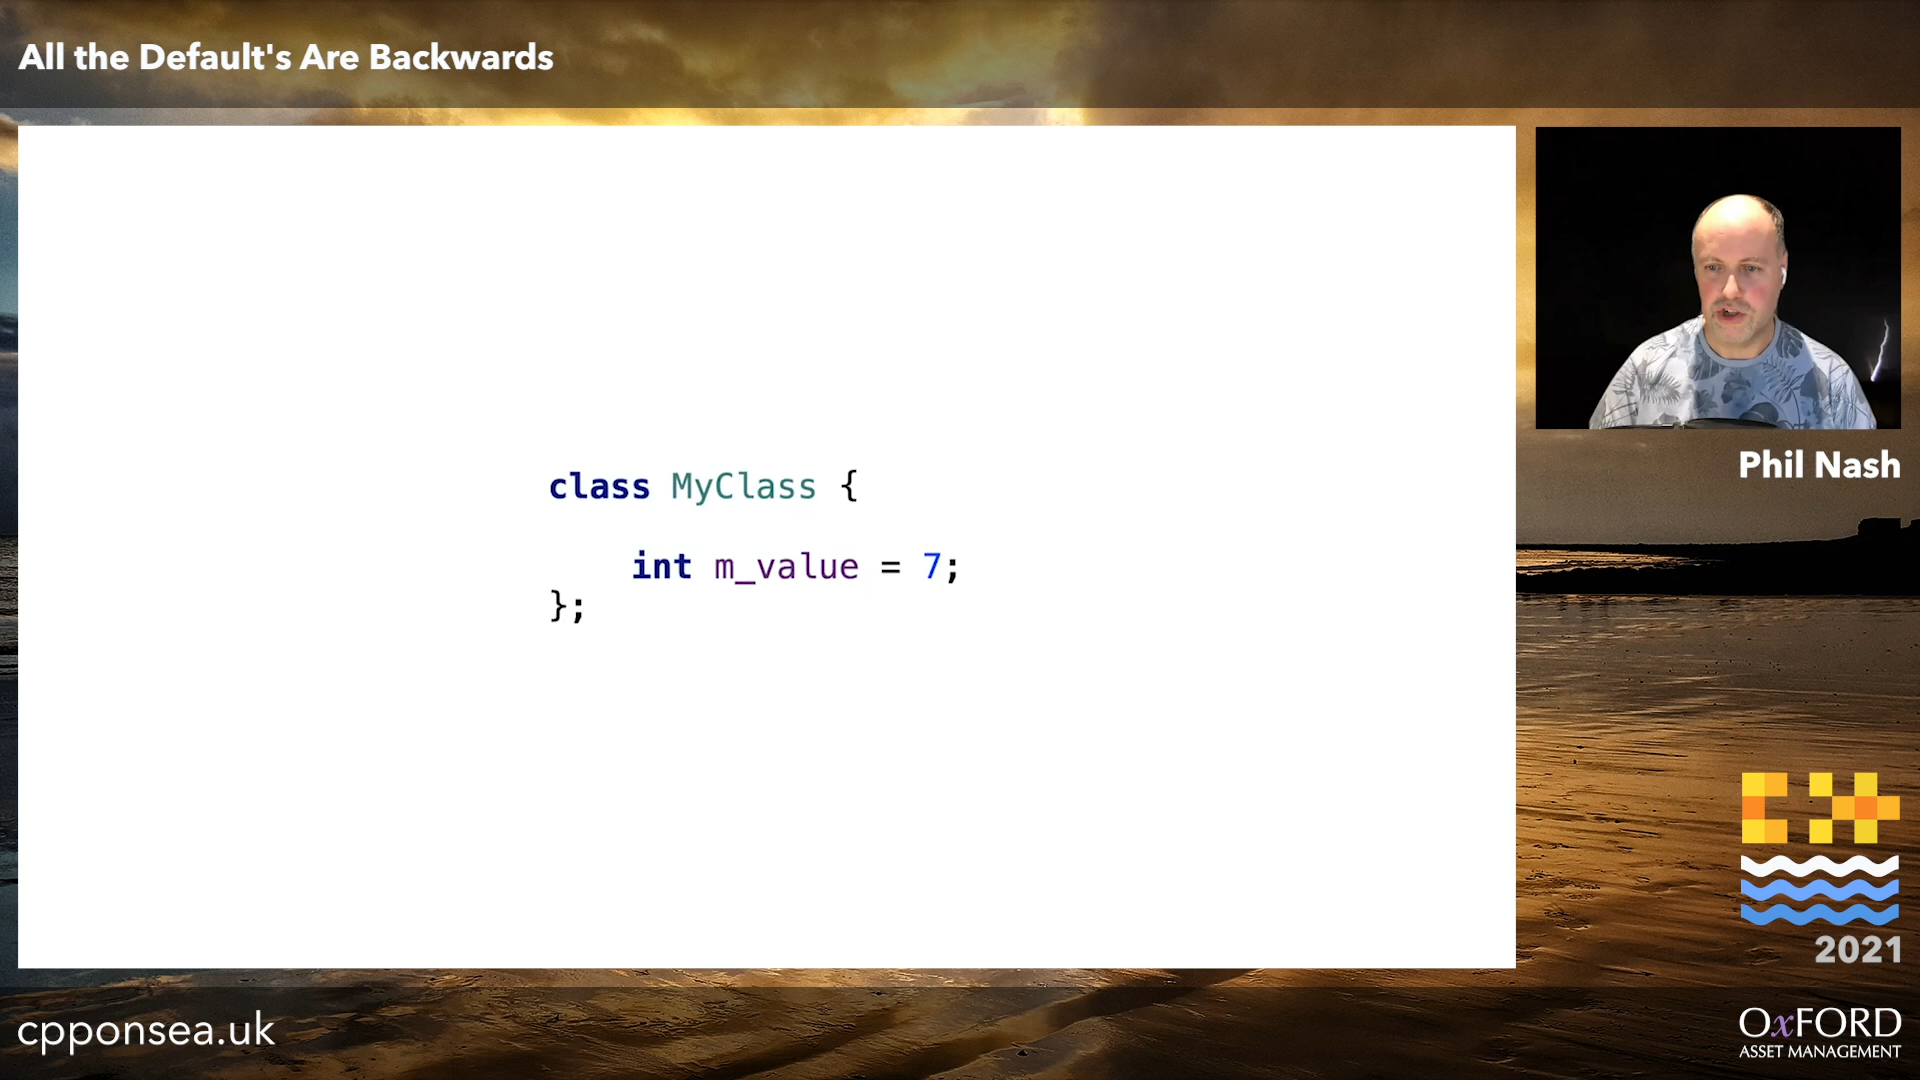 All the Default's Are Backwards
class MyClass {
int m_value = 7;
};
Phil Nash
C++
2021
cpponsea.uk
OxFORD
ASSET MANAGEMENT